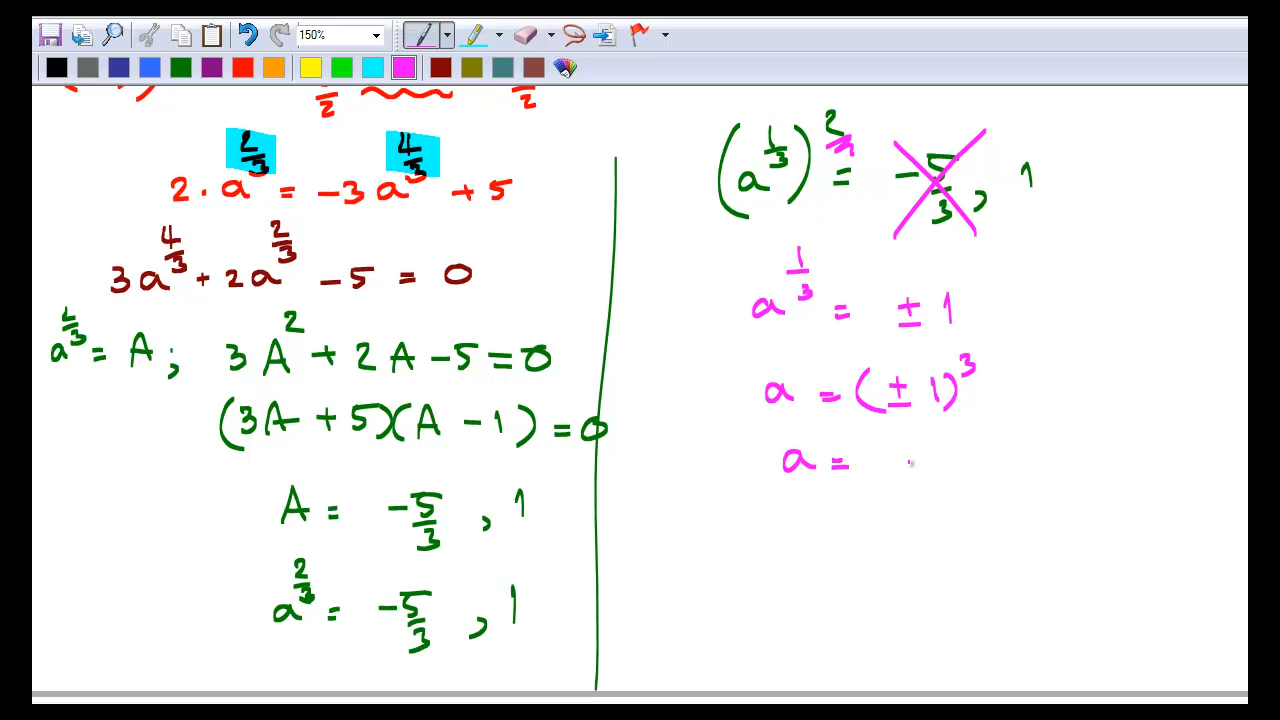 150%
2 · a^(2/3) = -3 a^(4/3) + 5
3a^(4/3) + 2a^(2/3) - 5 = 0
a^(2/3) = A ; 3A^2 + 2A - 5 = 0
(3A + 5)(A - 1) = 0
A = -5/3 , 1
a^(2/3) = -5/3 , 1
(a^(1/3))^2 = -5/3 , 1
a^(1/3) = ± 1
a = (± 1)^3
a =